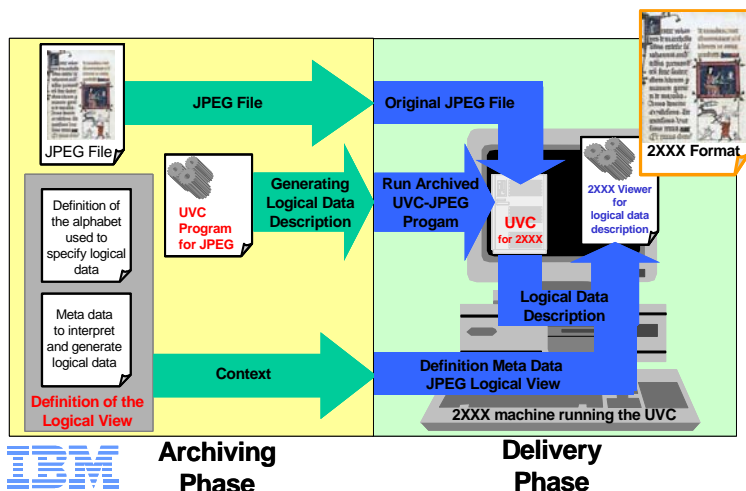 JPEG File
JPEG File
Original JPEG File
2XXX Format
Definition of
the alphabet
used to
specify logical
data
Meta data
to interpret
and generate
logical data
Definition of the
Logical View
UVC
Program
for JPEG
Generating
Logical Data
Description
Run Archived
UVC-JPEG
Progam
UVC
for 2XXX
2XXX Viewer
for
logical data
description
Logical Data
Description
Context
Definition Meta Data
JPEG Logical View
2XXX machine running the UVC
IBM
Archiving
Phase
Delivery
Phase